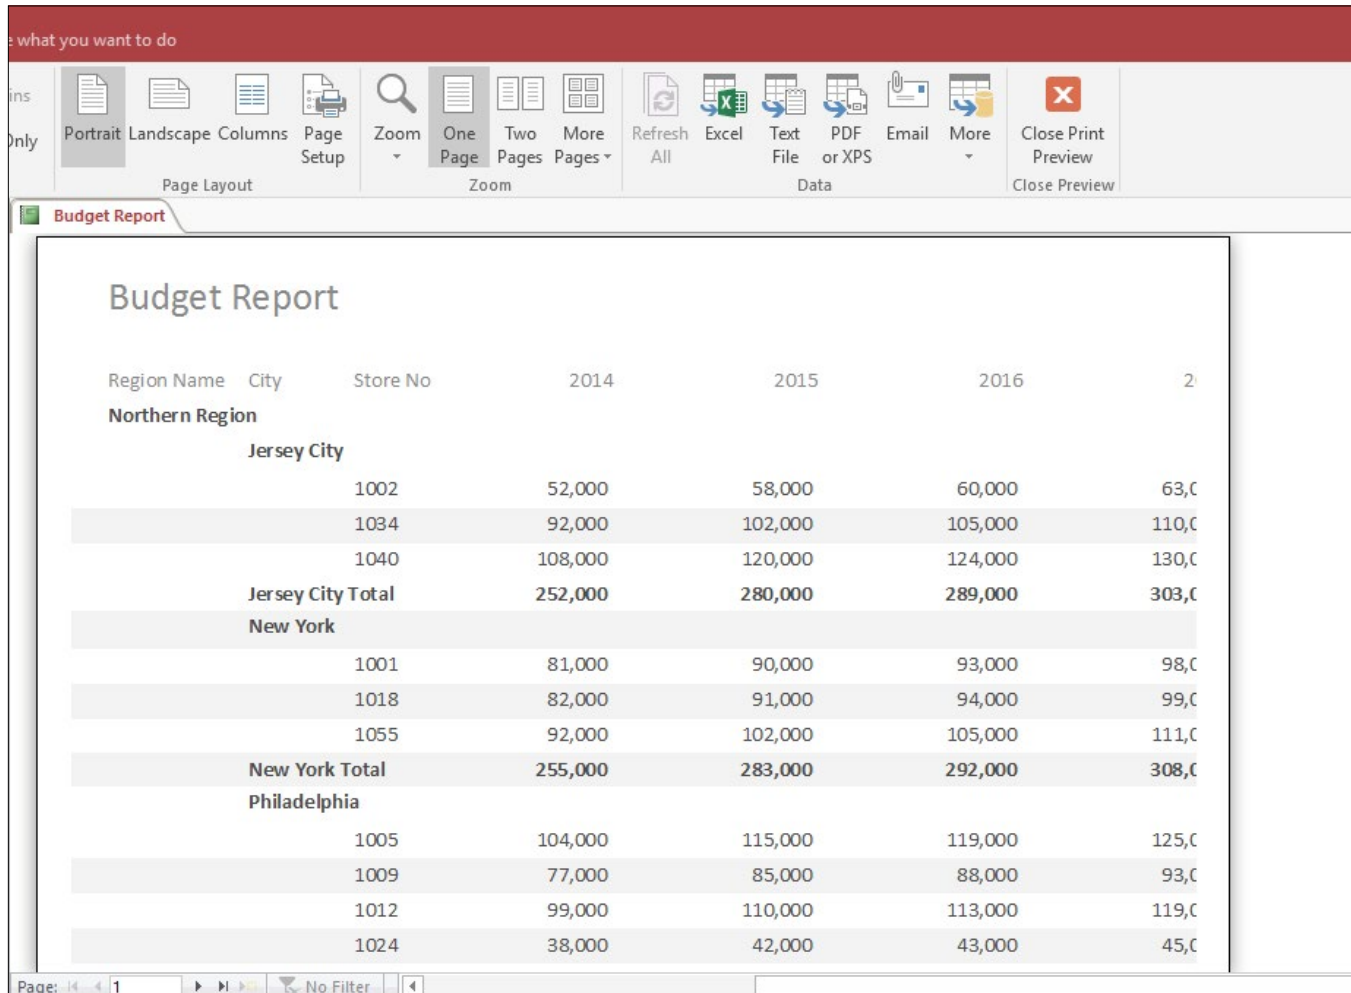 what you want to do
Portrait Landscape Columns Page Setup Zoom One Page Two Pages More Pages Refresh All Excel Text File PDF or XPS Email More Close Print Preview
Only
Page Layout Zoom Data Close Preview
Budget Report
Budget Report
Region Name City Store No 2014 2015 2016
Northern Region
Jersey City
1002 52,000 58,000 60,000
1034 92,000 102,000 105,000
1040 108,000 120,000 124,000
Jersey City Total 252,000 280,000 289,000
New York
1001 81,000 90,000 93,000
1018 82,000 91,000 94,000
1055 92,000 102,000 105,000
New York Total 255,000 283,000 292,000
Philadelphia
1005 104,000 115,000 119,000
1009 77,000 85,000 88,000
1012 99,000 110,000 113,000
1024 38,000 42,000 43,000
Page: 1 No Filter